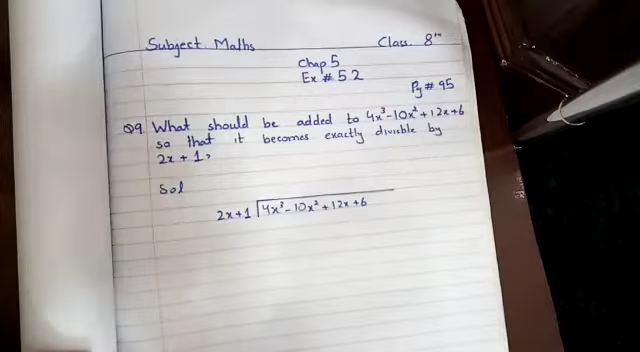 Subject. Maths Class. 8th
Chap 5
Ex # 5.2
Pg # 95
Q9. What should be added to 4x³-10x²+12x+6
so that it becomes exactly divisble by
2x + 1?
Sol
2x+1 4x³-10x²+12x+6